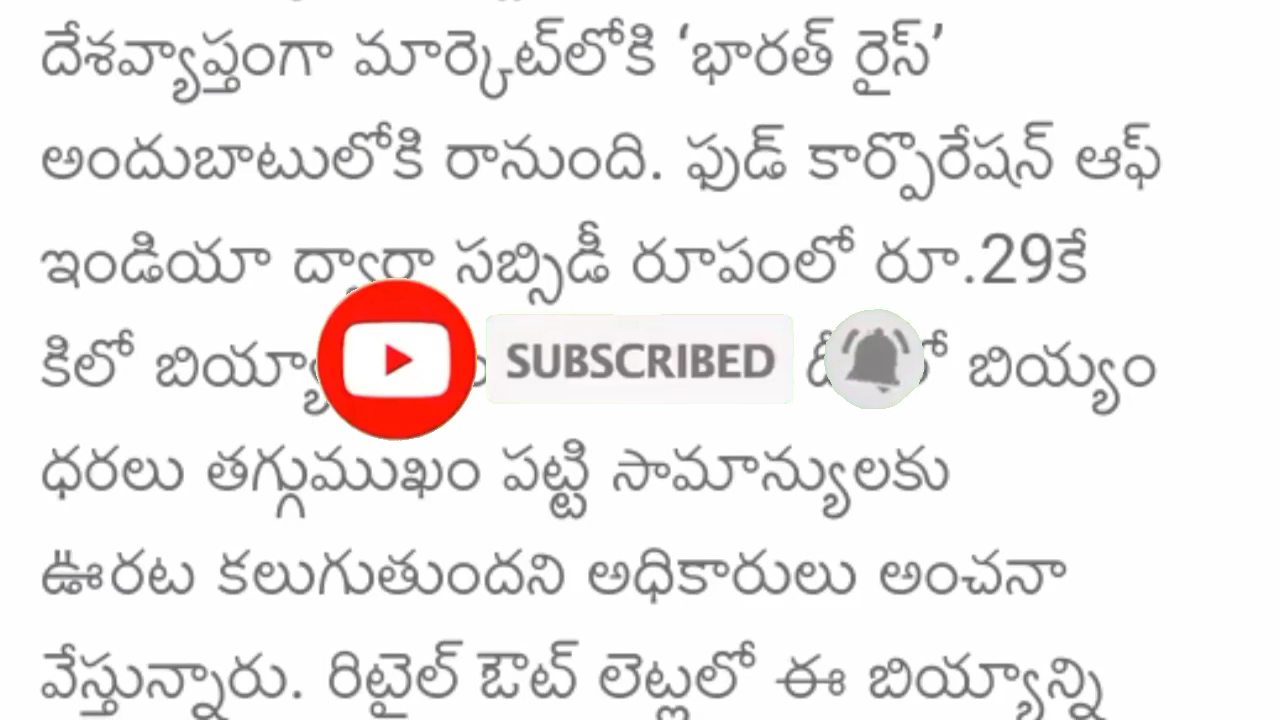 దేశవ్యాప్తంగా మార్కెట్‌లోకి ‘భారత్ రైస్’
అందుబాటులోకి రానుంది. ఫుడ్ కార్పొరేషన్ ఆఫ్
ఇండియా ద్వారా సబ్సిడీ రూపంలో రూ.29కే
కిలో SUBSCRIBED బియ్యం
ధరలు తగ్గుముఖం పట్టి సామాన్యులకు
ఊరట కలుగుతుందని అధికారులు అంచనా
వేస్తున్నారు. రిటైల్ ఔట్ లెట్లలో ఈ బియ్యాన్ని